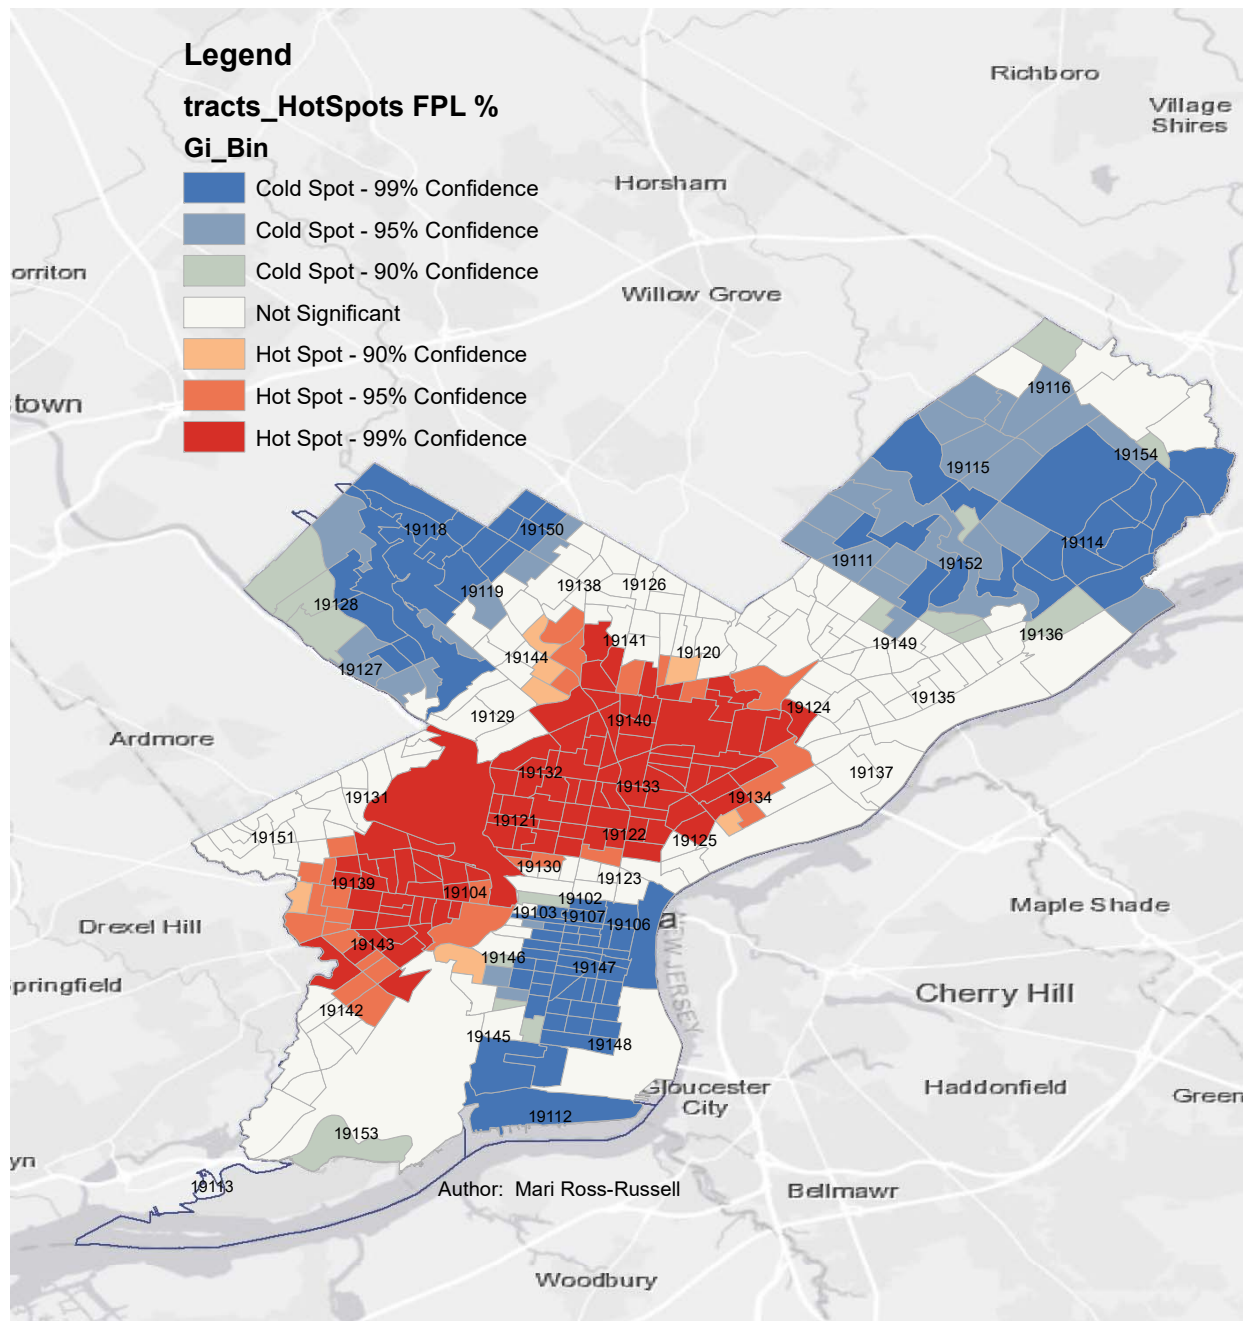 Legend
tracts_HotSpots FPL %
Gi_Bin
Cold Spot - 99% Confidence
Cold Spot - 95% Confidence
Cold Spot - 90% Confidence
Not Significant
Hot Spot - 90% Confidence
Hot Spot - 95% Confidence
Hot Spot - 99% Confidence
Richboro
Village
Shires
Horsham
orriton
Willow Grove
town
19116
19154
19115
19118
19150
19114
19111
19152
19138
19126
19119
19128
19136
19141
19149
19144
19120
19127
19135
19124
19129
19140
Ardmore
19132
19137
19133
19131
19134
19121
19122
19151
19125
19130
19123
19139
19104
19102
Maple Shade
19103
19107
19106
a
Drexel Hill
19143
19146
19147
NEW JERSEY
pringfield
Cherry Hill
19142
19145
19148
Gloucester
City
Haddonfield
Green
19112
19153
yn
19113
Author:  Mari Ross-Russell
Bellmawr
Woodbury